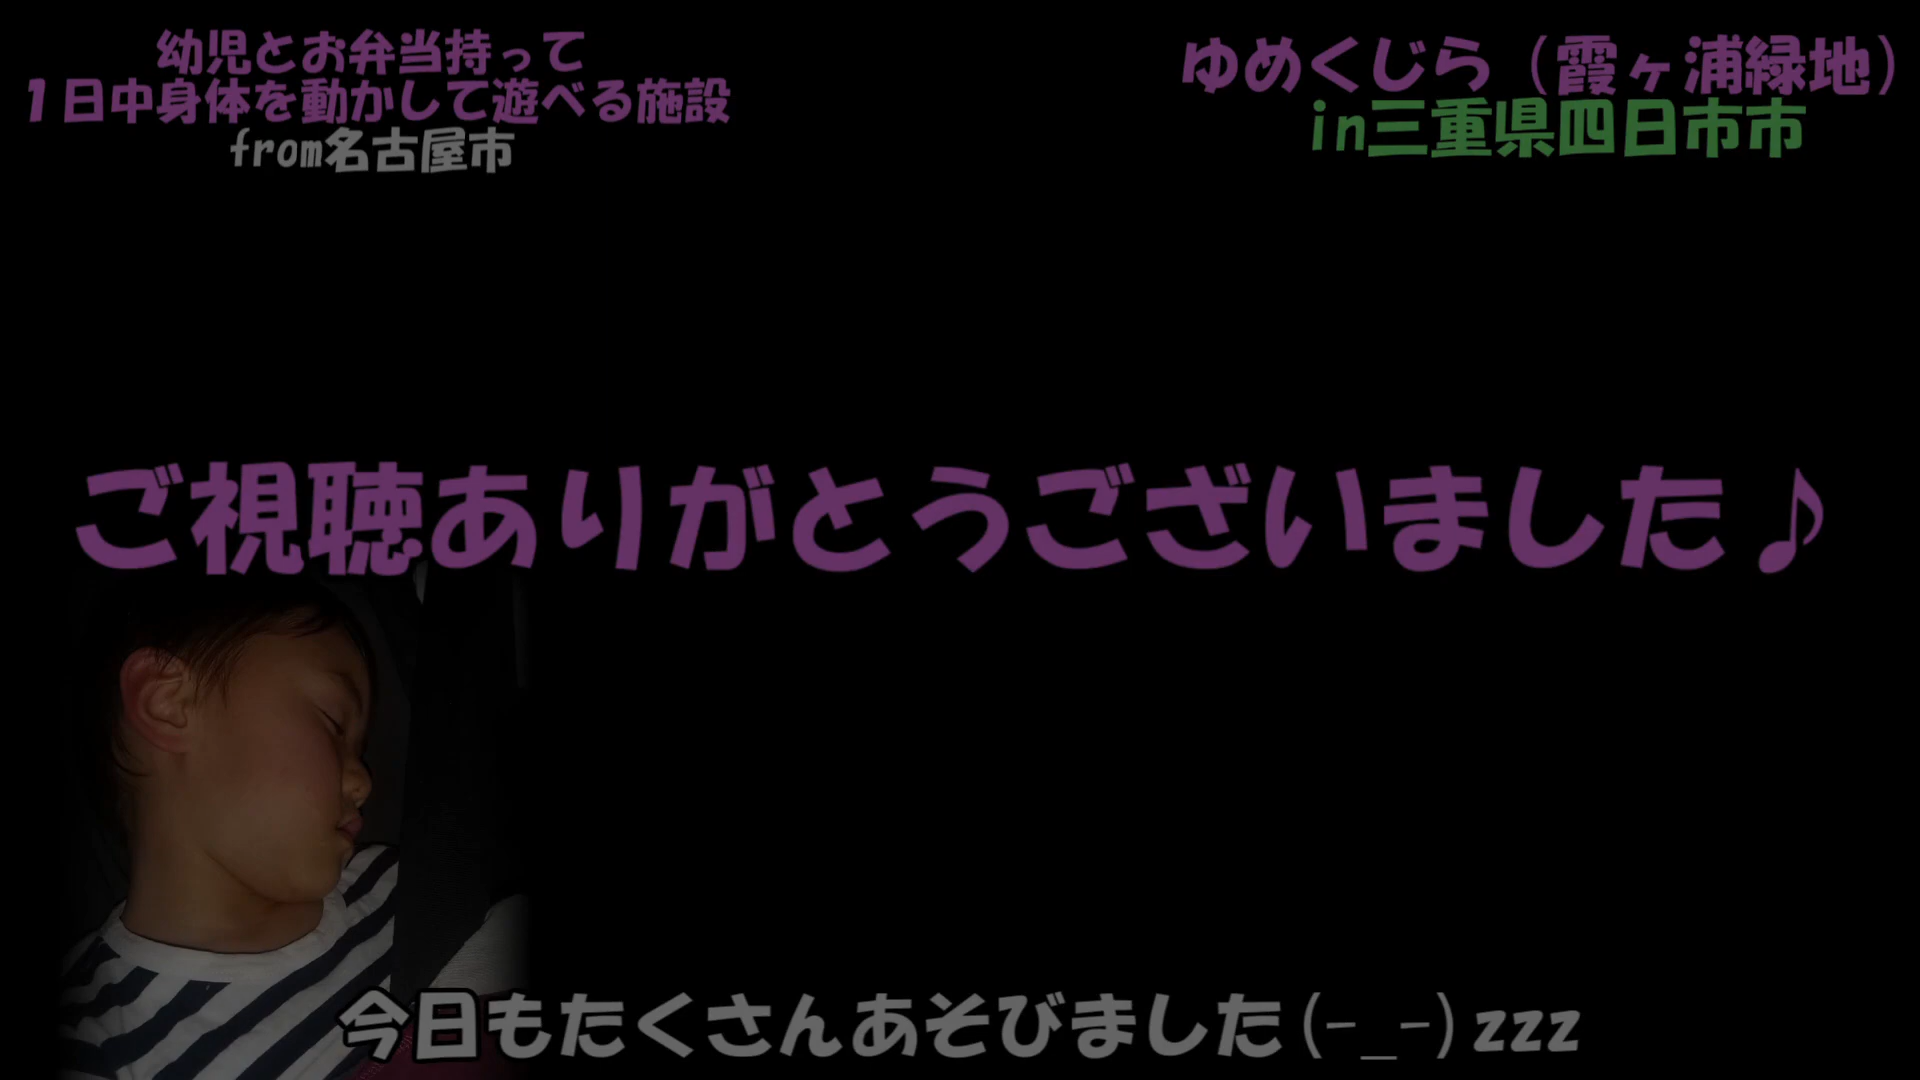 幼児とお弁当持って
1日中身体を動かして遊べる施設
from名古屋市
ゆめくじら（霞ヶ浦緑地）
in三重県四日市市
ご視聴ありがとうございました♪
今日もたくさんあそびました(-_-)zzz